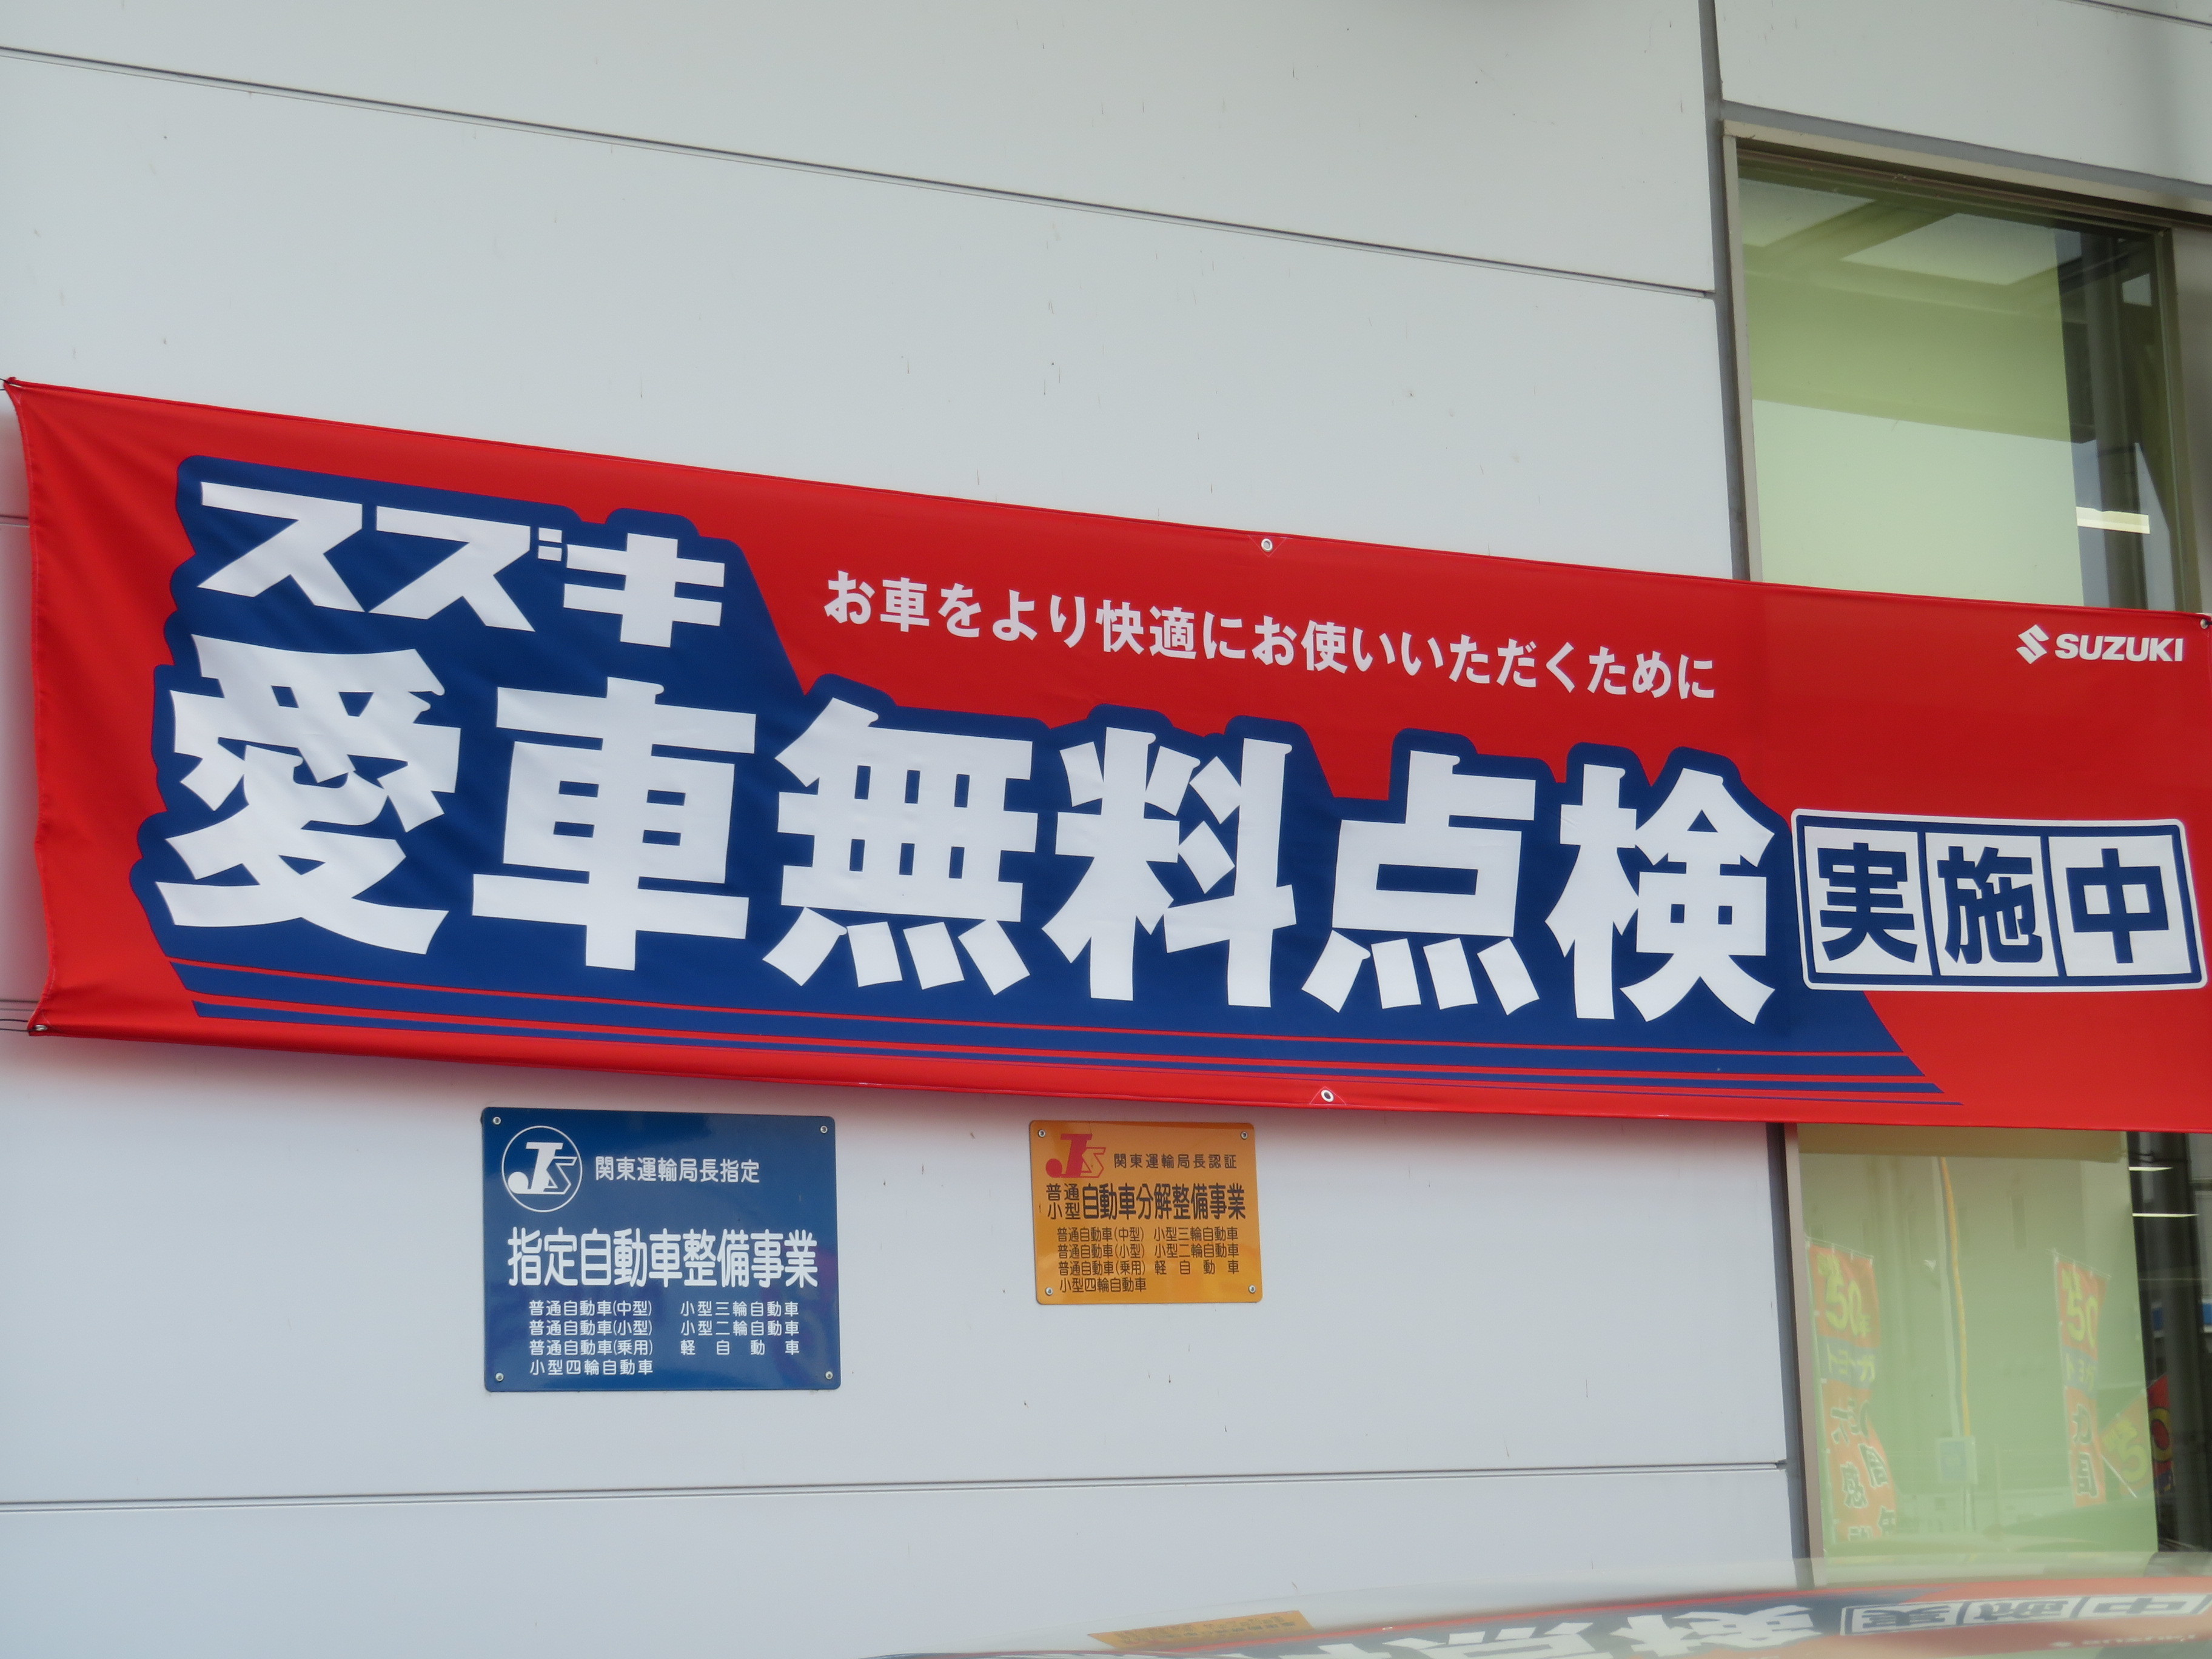 スズキ
お車をより快適にお使いいただくために
SUZUKI
愛車無料点検
実施中
JS
関東運輸局長指定
指定自動車整備事業
普通自動車(中型) 小型三輪自動車
普通自動車(小型) 小型二輪自動車
普通自動車(乗用) 軽自動車
小型四輪自動車
JS
関東運輸局長認証
普通
小型
自動車分解整備事業
普通自動車(中型) 小型三輪自動車
普通自動車(小型) 小型二輪自動車
普通自動車(乗用) 軽自動車
小型四輪自動車